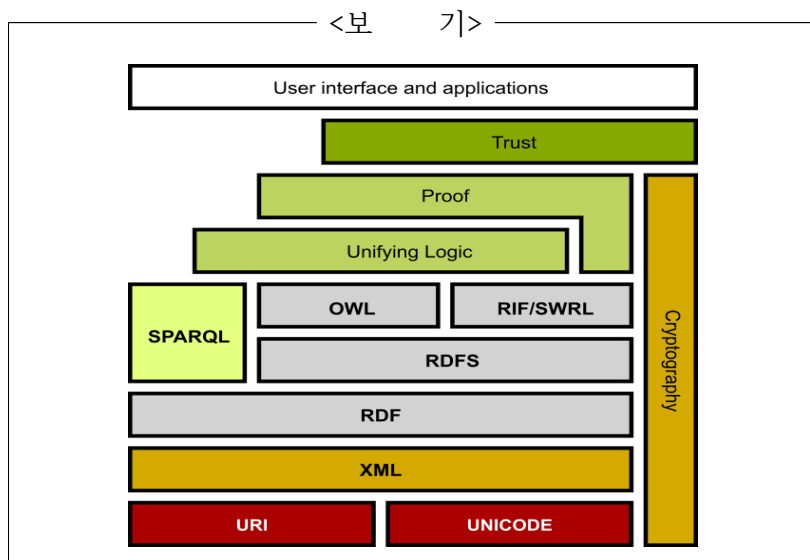 <보 기>
User interface and applications
Trust
Proof
Unifying Logic
OWL RIF/SWRL
SPARQL
RDFS
Cryptography
RDF
XML
URI UNICODE